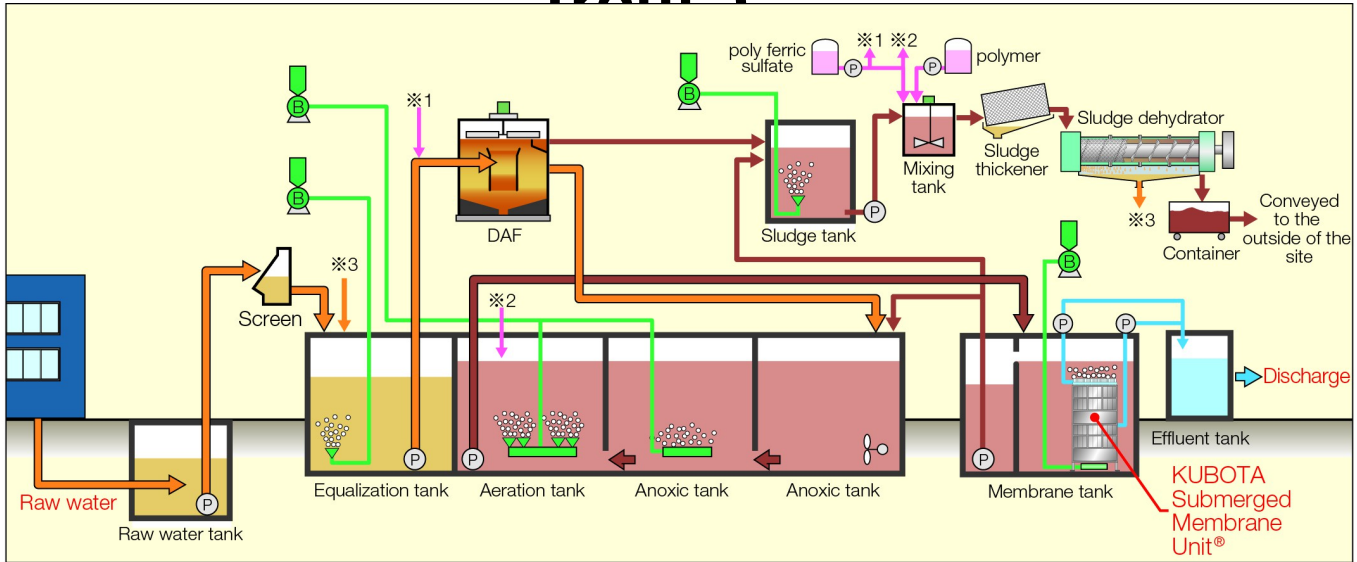 poly ferric
sulfate
※1
※2
polymer
P
P
B
B
B
※1
DAF
Sludge tank
P
Mixing
tank
Sludge
thickener
Sludge dehydrator
※3
Container
Conveyed
to the
outside of the
site
B
Screen
※3
※2
P
P
Discharge
Raw water
P
Raw water tank
P
Equalization tank
P
Aeration tank
Anoxic tank
Anoxic tank
P
Membrane tank
Effluent tank
KUBOTA
Submerged
Membrane
Unit®